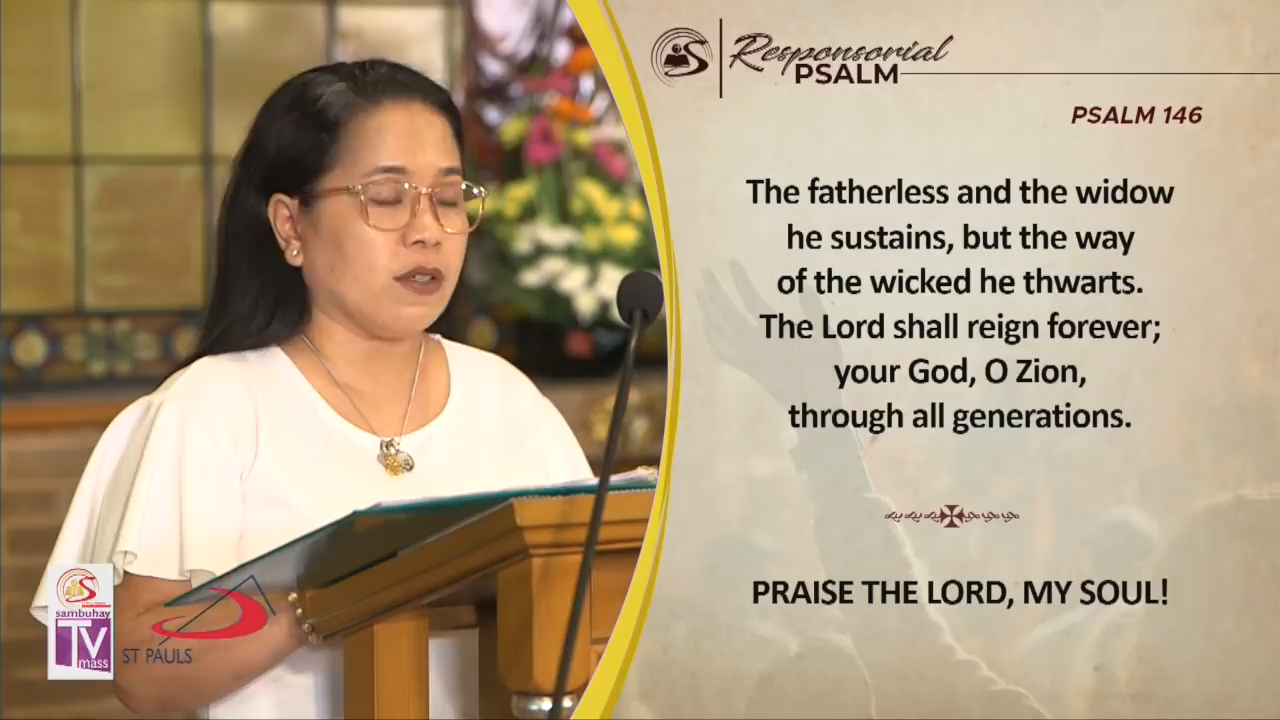 Responsorial
PSALM
PSALM 146
The fatherless and the widow
he sustains, but the way
of the wicked he thwarts.
The Lord shall reign forever;
your God, O Zion,
through all generations.
PRAISE THE LORD, MY SOUL!
sambuhay
TV
mass
ST PAULS